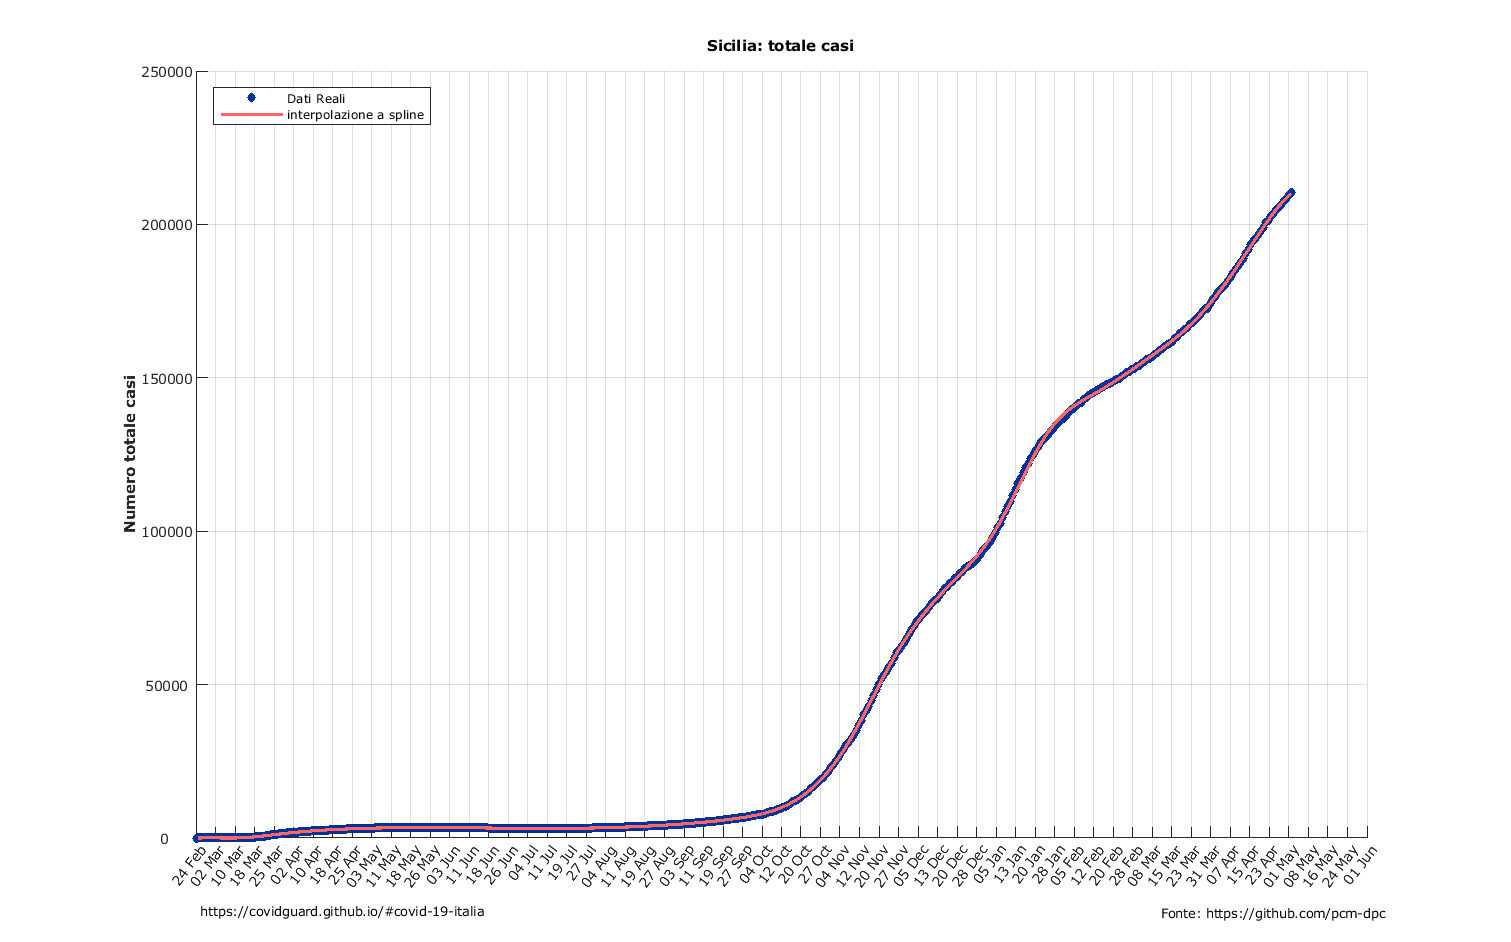 Sicilia: totale casi
Dati Reali
interpolazione a spline
Numero totale casi
250000
200000
150000
100000
50000
0
24 Feb
02 Mar
10 Mar
18 Mar
25 Mar
02 Apr
10 Apr
18 Apr
25 Apr
03 May
11 May
18 May
26 May
03 Jun
11 Jun
18 Jun
26 Jun
04 Jul
11 Jul
19 Jul
27 Aug
04 Aug
11 Aug
19 Aug
27 Aug
03 Sep
11 Sep
19 Sep
27 Sep
04 Oct
12 Oct
20 Oct
27 Oct
04 Nov
12 Nov
20 Nov
27 Nov
05 Dec
13 Dec
20 Dec
28 Dec
05 Jan
13 Jan
20 Jan
28 Jan
05 Feb
12 Feb
20 Feb
28 Feb
08 Mar
15 Mar
23 Mar
31 Mar
07 Apr
15 Apr
23 Apr
01 May
08 May
16 May
24 May
01 Jun
https://covidguard.github.io/#covid-19-italia
Fonte: https://github.com/pcm-dpc